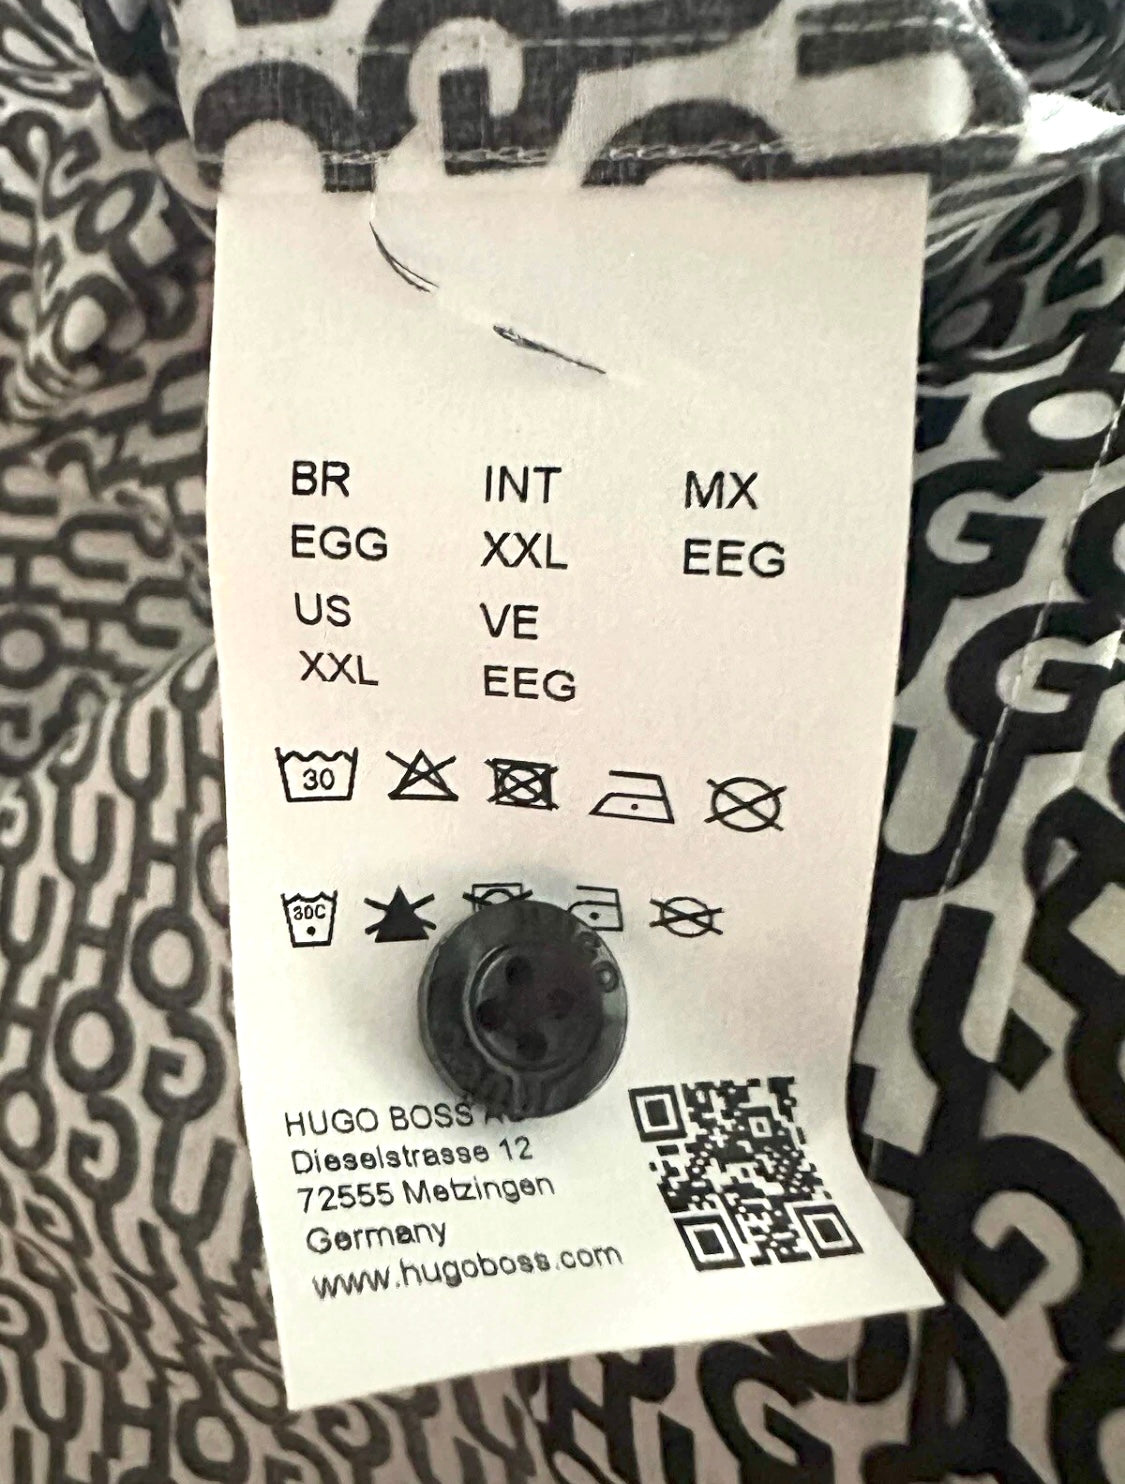 BR INT MX
EGG XXL EEG
US VE
XXL EEG
30
30C
HUGO BOSS
Dieselstrasse 12
72555 Metzingen
Germany
www.hugoboss.com